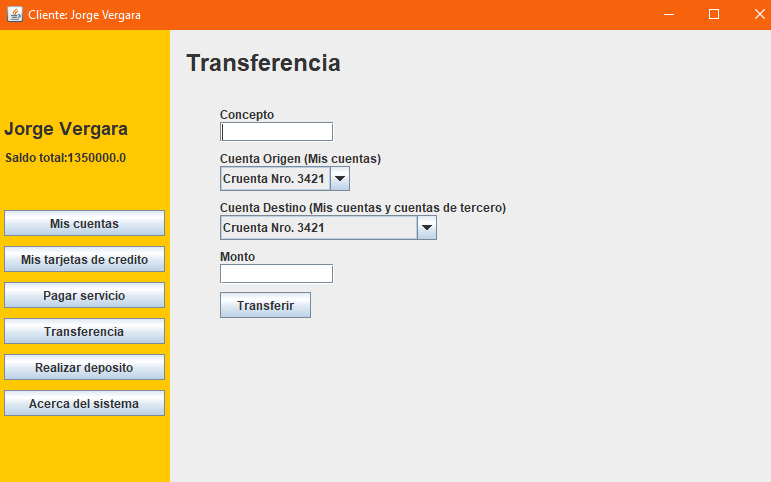 Cliente: Jorge Vergara
Jorge Vergara
Saldo total:1350000.0
Mis cuentas
Mis tarjetas de credito
Pagar servicio
Transferencia
Realizar deposito
Acerca del sistema
Transferencia
Concepto
Cuenta Origen (Mis cuentas)
Cruenta Nro. 3421
Cuenta Destino (Mis cuentas y cuentas de tercero)
Cruenta Nro. 3421
Monto
Transferir